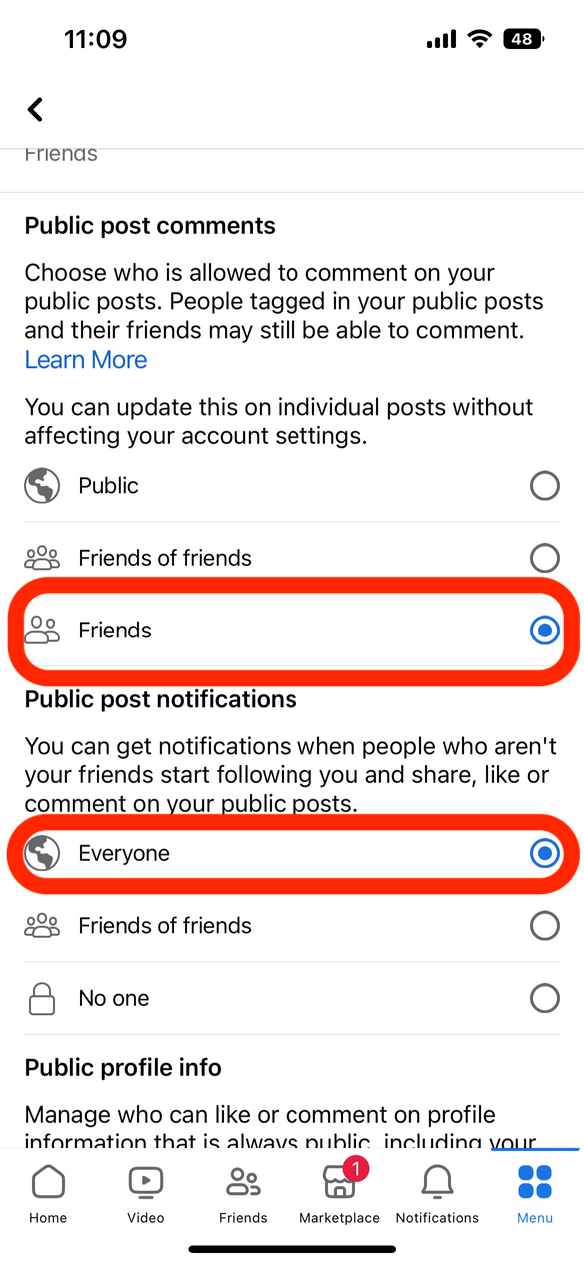 11:09
48
Friends
Public post comments
Choose who is allowed to comment on your
public posts. People tagged in your public posts
and their friends may still be able to comment.
Learn More
You can update this on individual posts without
affecting your account settings.
Public
Friends of friends
Friends
Public post notifications
You can get notifications when people who aren't
your friends start following you and share, like or
comment on your public posts.
Everyone
Friends of friends
No one
Public profile info
Manage who can like or comment on profile
information that is always public, including your
1
Home
Video
Friends
Marketplace
Notifications
Menu